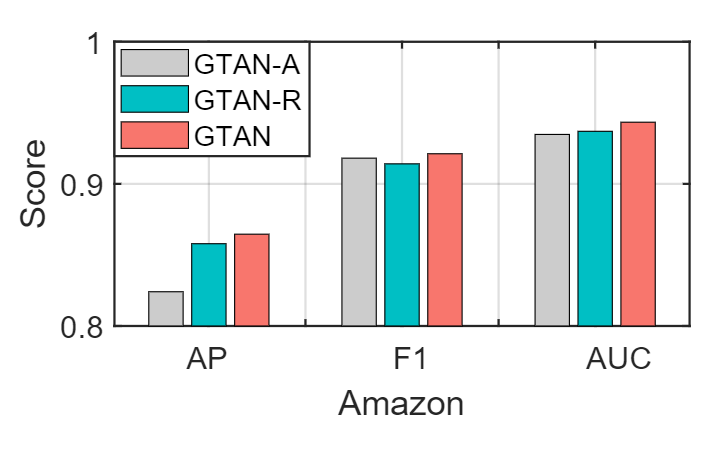 1
GTAN-A
GTAN-R
GTAN
Score
0.9
0.8
AP F1 AUC
Amazon